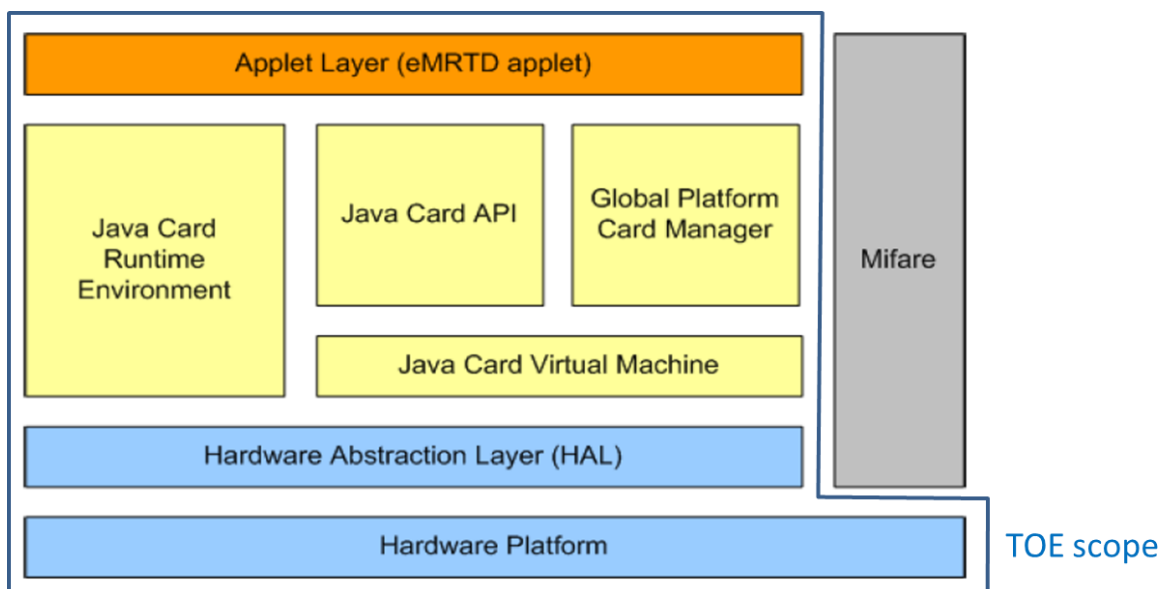 Applet Layer (eMRTD applet)
Java Card
Runtime
Environment
Java Card API
Global Platform
Card Manager
Mifare
Java Card Virtual Machine
Hardware Abstraction Layer (HAL)
Hardware Platform
TOE scope